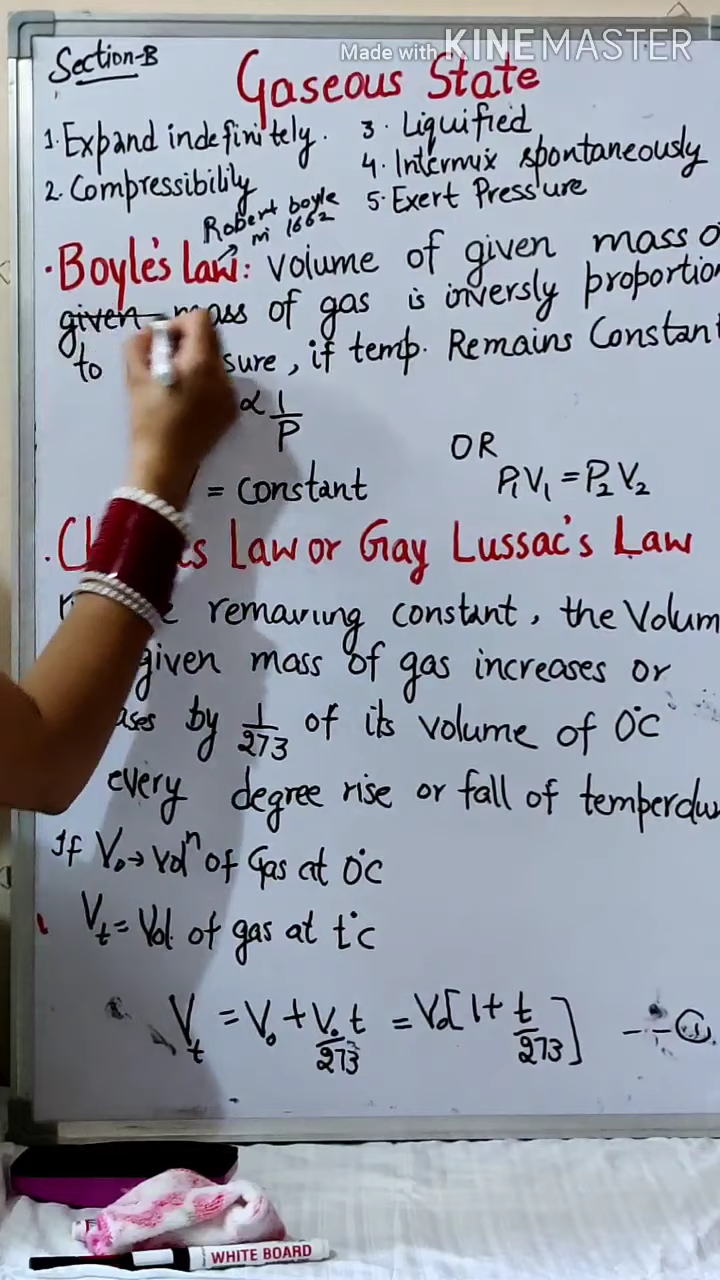 Made with KINEMASTER
Section-B
Gaseous State
1. Expand indefinitely.
2. Compressibility
3. Liquified
4. Intermix spontaneously
5. Exert Pressure
Robert boyle
in 1662
• Boyle's Law: Volume of given mass
given mass of gas is inversly proportion
to sure, if temp. Remains Constant
∝ 1/P
= Constant
OR
P₁V₁ = P₂V₂
• Law or Gay Lussac's Law
remaining constant, the Volum
given mass of gas increases or
ases by 1/273 of its volume of 0°C
every degree rise or fall of
If V₀ → Volⁿ of Gas at 0°C
Vt = Vol. of gas at t°C
Vt = V₀ + V₀t/273 = V₀[1 + t/273] --- ①
WHITE BOARD